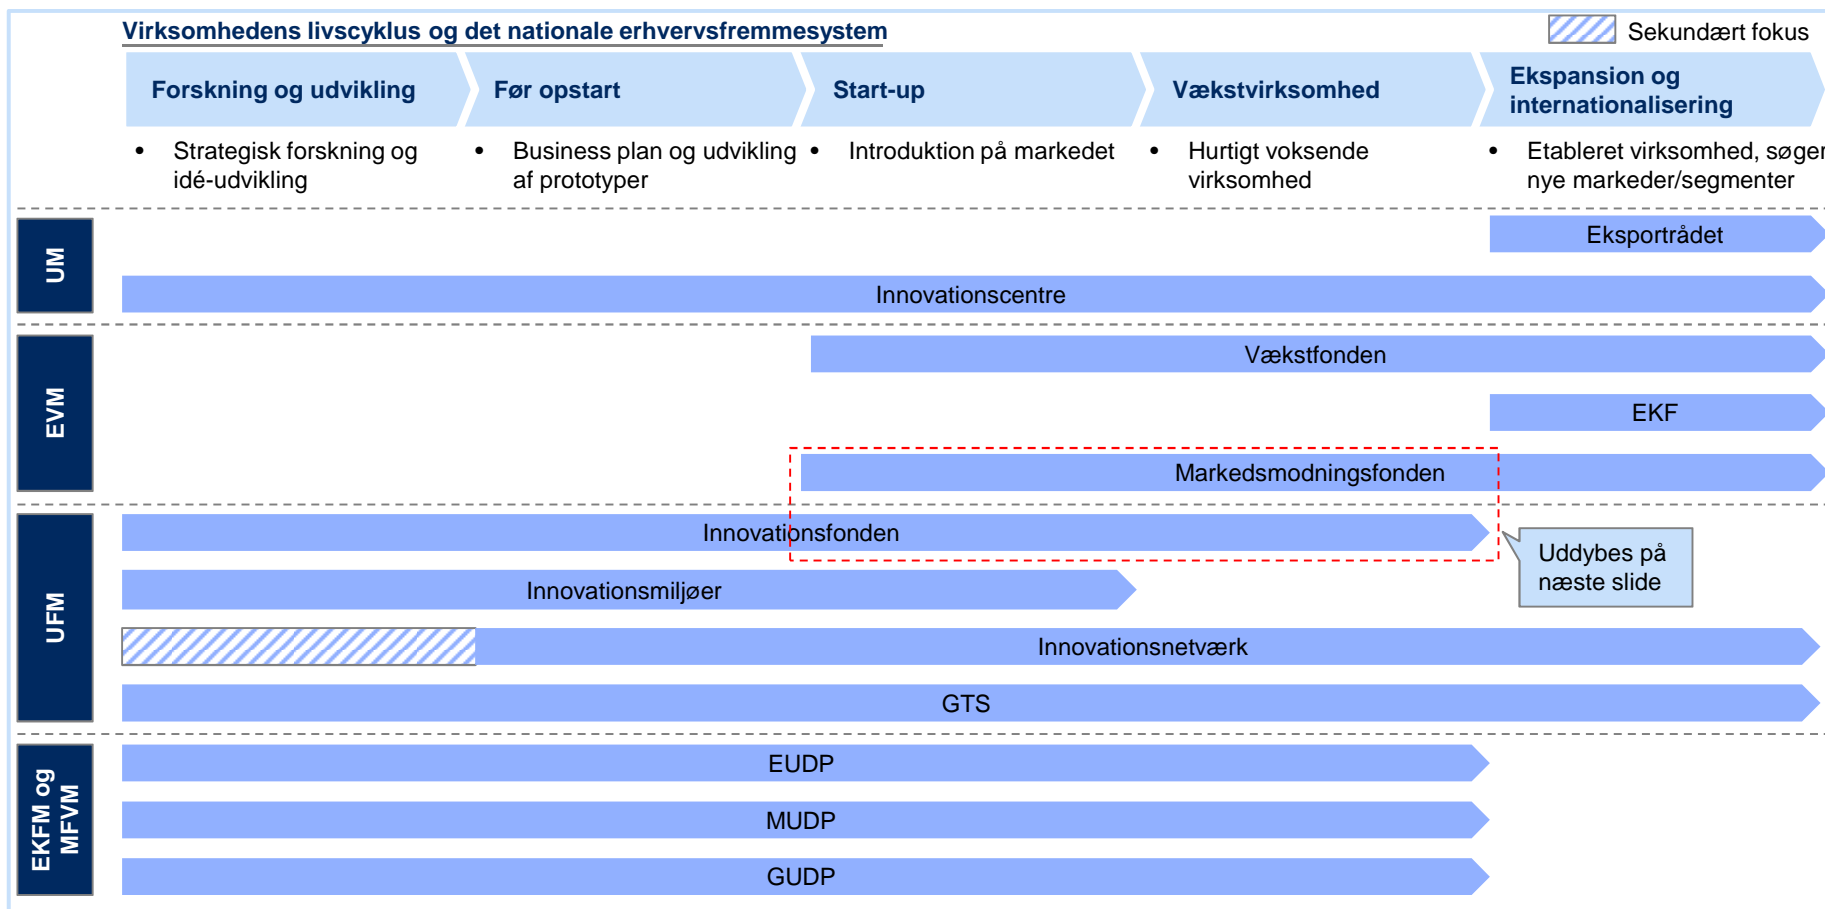 Virksomhedens livscyklus og det nationale erhvervsfremmesystem
Sekundært fokus
Forskning og udvikling
Før opstart
Start-up
Vækstvirksomhed
Ekspansion og
internationalisering
• Strategisk forskning og
idé-udvikling
• Business plan og udvikling
af prototyper
• Introduktion på markedet
• Hurtigt voksende
virksomhed
• Etableret virksomhed, søger
nye markeder/segmenter
UM
Eksportrådet
Innovationscentre
EVM
Vækstfonden
EKF
Markedsmodningsfonden
UFM
Innovationsfonden
Uddybes på
næste slide
Innovationsmiljøer
Innovationsnetværk
GTS
EKFM og
MFVM
EUDP
MUDP
GUDP